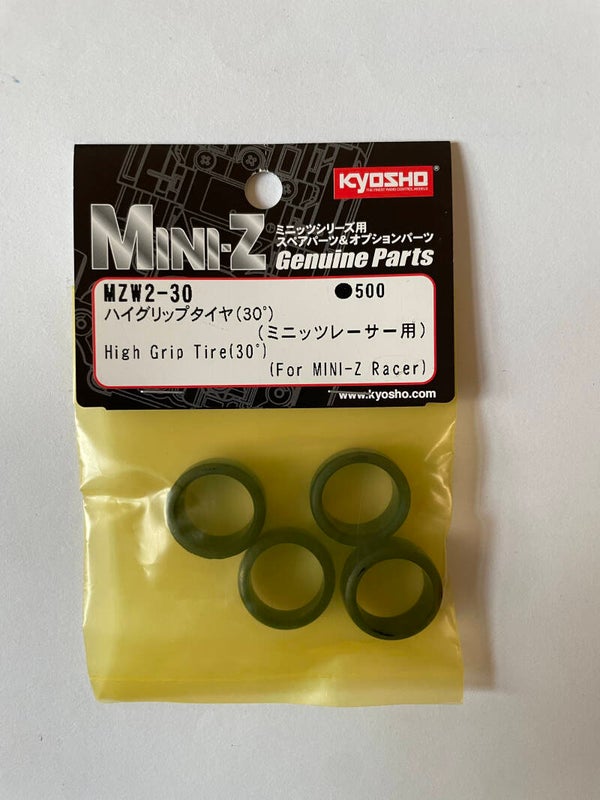 KYOSHO®
THE FINEST RADIO CONTROL MODELS
MINI-Z®
ミニッツシリーズ用
スペアパーツ&オプションパーツ
Genuine Parts
MZW2-30 ●500
ハイグリップタイヤ(30°)
(ミニッツレーサー用)
High Grip Tire(30°)
(For MINI-Z Racer)
www.kyosho.com